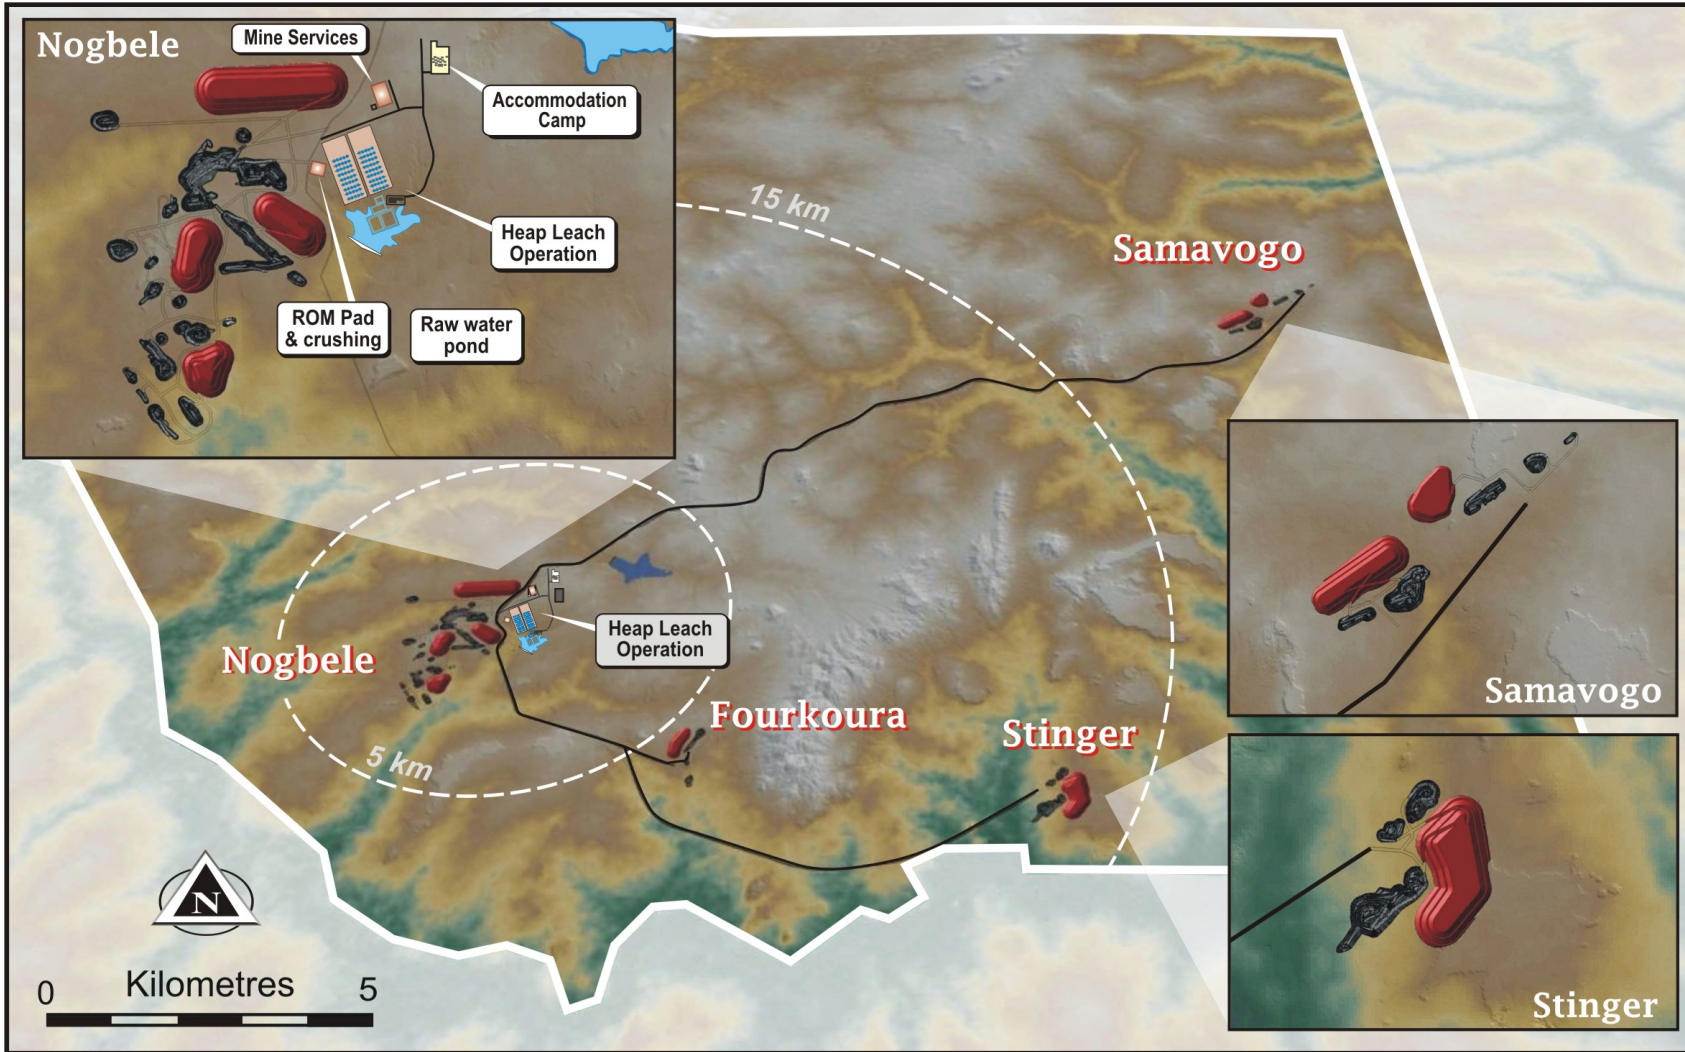 Nogbele
Mine Services
Accommodation
Camp
Heap Leach
Operation
ROM Pad
& crushing
Raw water
pond
15 km
Samavogo
Heap Leach
Operation
Nogbele
Fourkoura
Stinger
5 km
Samavogo
Stinger
N
Kilometres
0 5